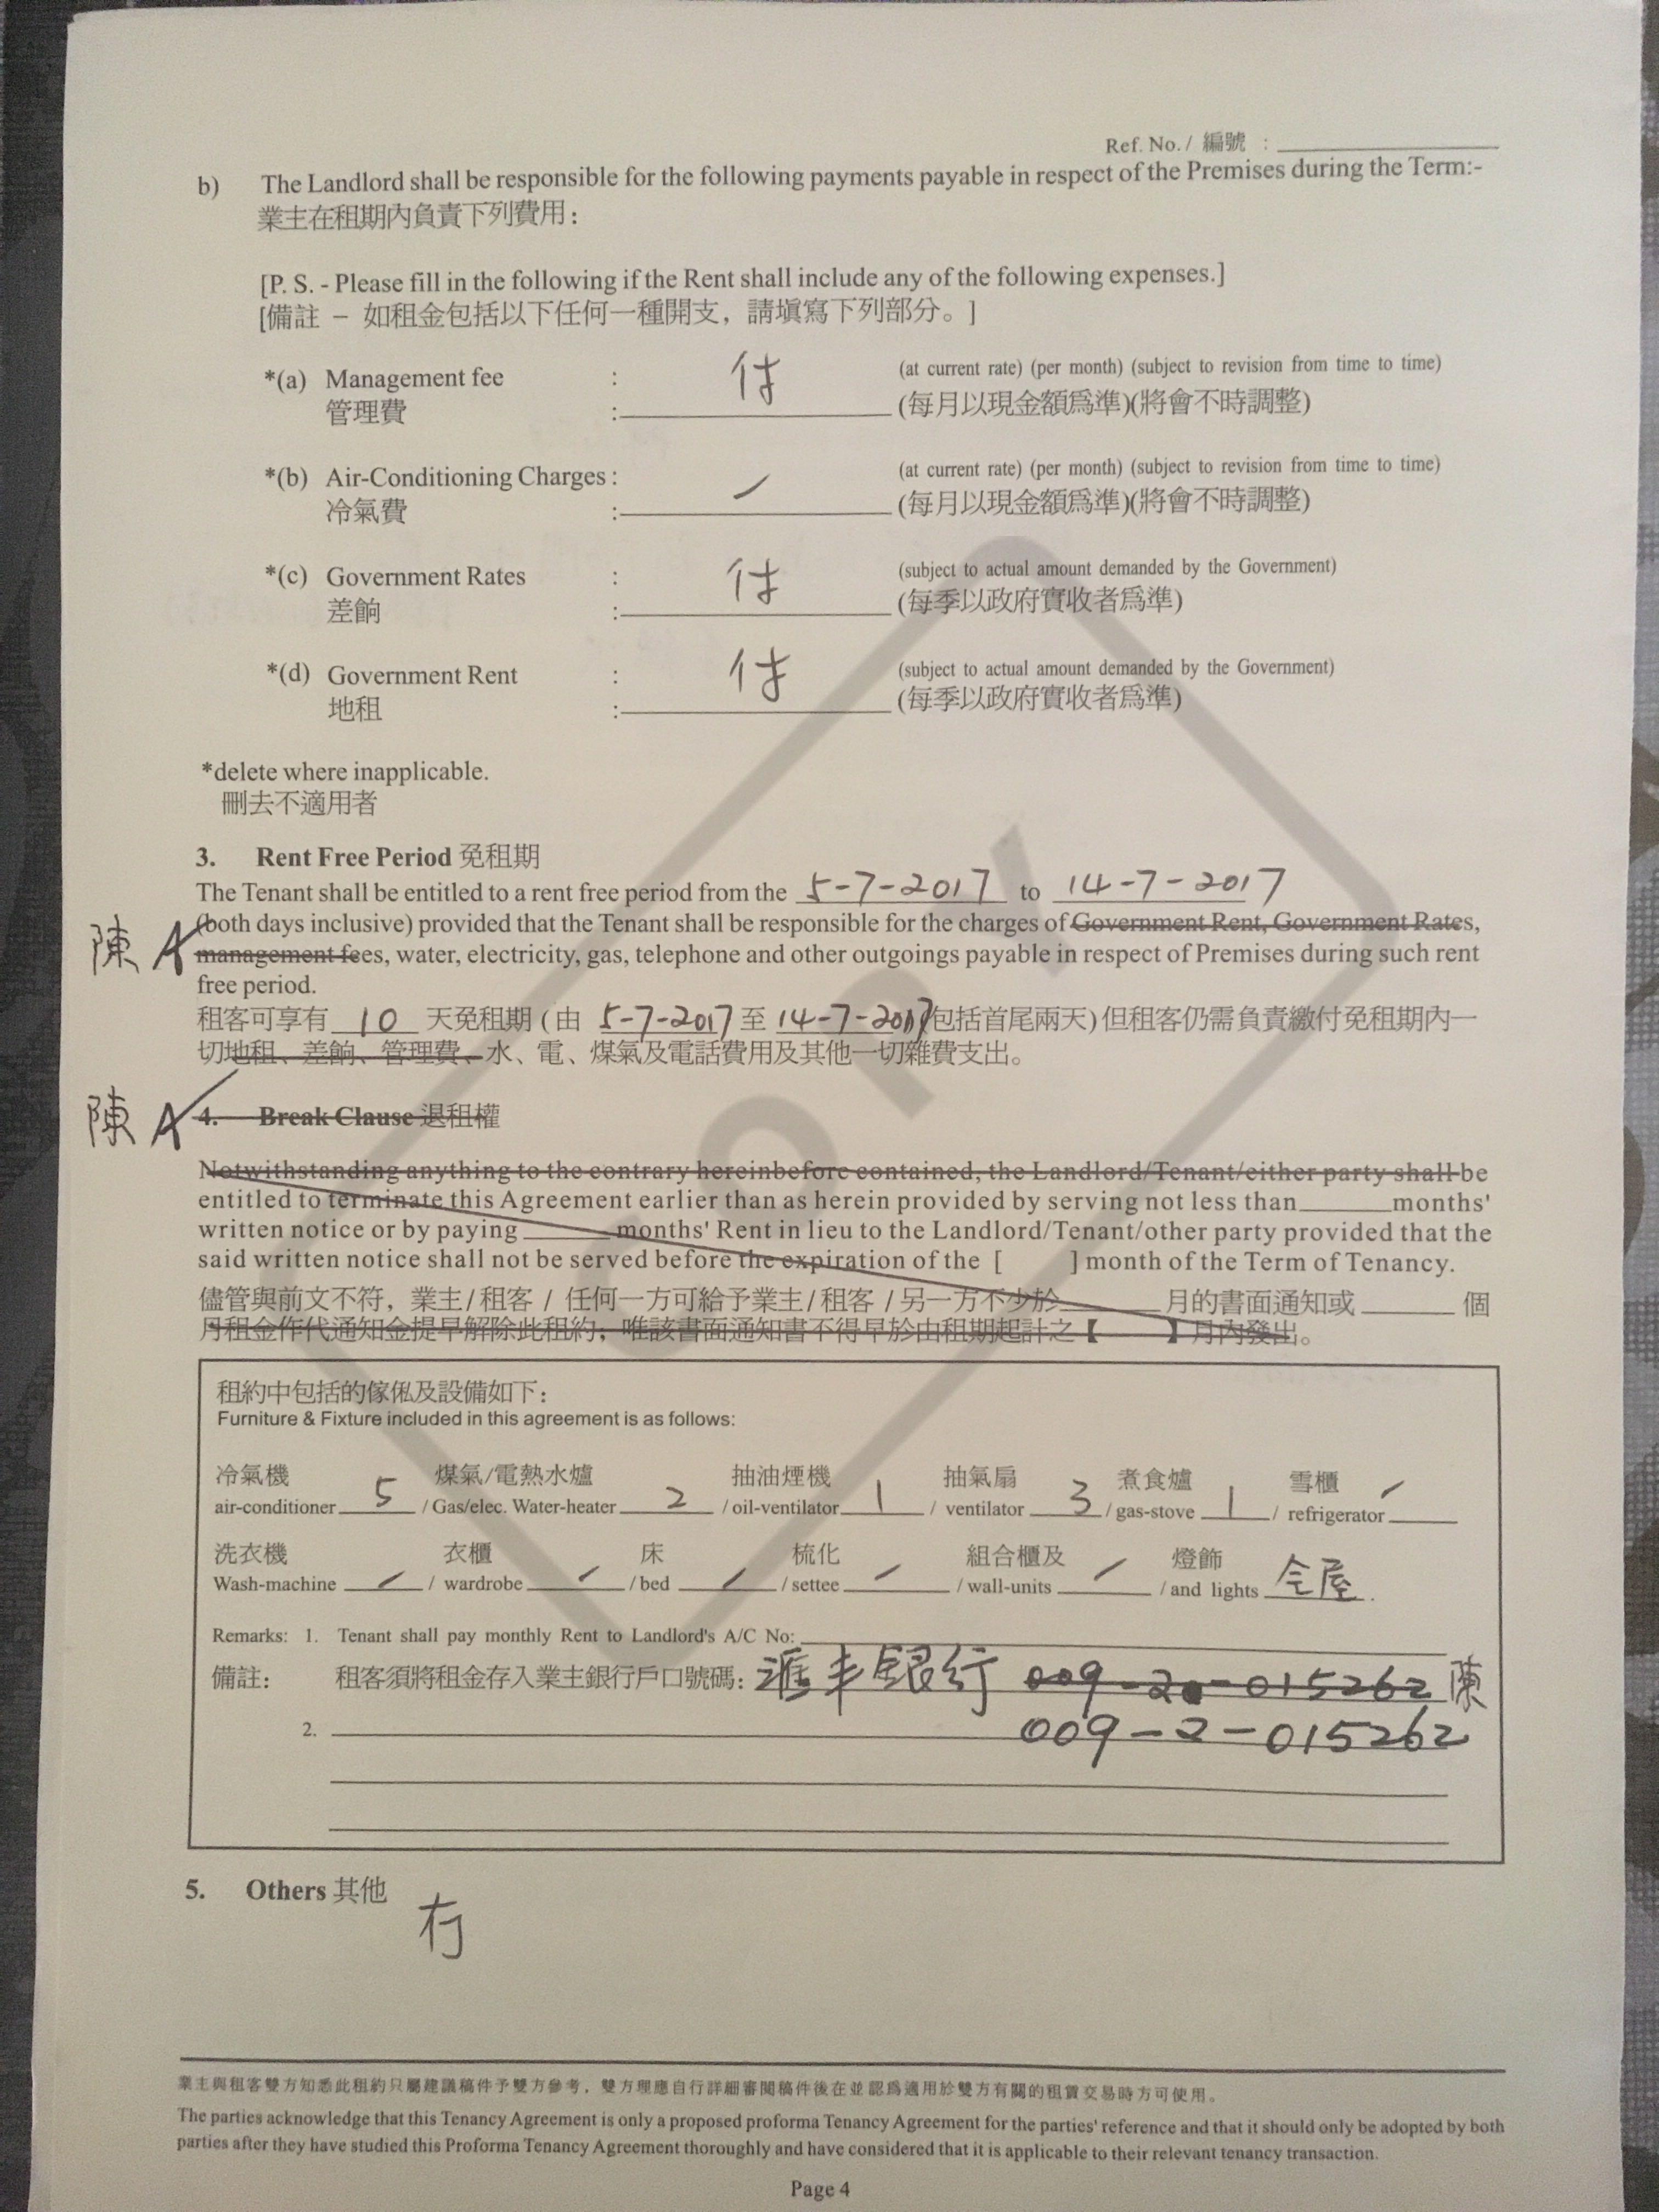 Ref. No. / 編號 :
b) The Landlord shall be responsible for the following payments payable in respect of the Premises during the Term:-
業主在租期內負責下列費用：
[P. S. - Please fill in the following if the Rent shall include any of the following expenses.]
[備註 – 如租金包括以下任何一種開支，請塡寫下列部分。]
*(a) Management fee : 付 (at current rate) (per month) (subject to revision from time to time)
管理費 : (每月以現金額爲準)(將會不時調整)
*(b) Air-Conditioning Charges : (at current rate) (per month) (subject to revision from time to time)
冷氣費 : (每月以現金額爲準)(將會不時調整)
*(c) Government Rates : 付 (subject to actual amount demanded by the Government)
差餉 : (每季以政府實收者爲準)
*(d) Government Rent : 付 (subject to actual amount demanded by the Government)
地租 : (每季以政府實收者爲準)
*delete where inapplicable.
刪去不適用者
3. Rent Free Period 免租期
The Tenant shall be entitled to a rent free period from the 5-7-2017 to 14-7-2017
(both days inclusive) provided that the Tenant shall be responsible for the charges of Government Rent, Government Rates,
陳 management fees, water, electricity, gas, telephone and other outgoings payable in respect of Premises during such rent
free period.
租客可享有 10 天免租期 ( 由 5-7-2017 至 14-7-2017 包括首尾兩天) 但租客仍需負責繳付免租期內一
切地租、差餉、管理費、水、電、煤氣及電話費用及其他一切雜費支出。
陳 4. Break Clause 退租權
Notwithstanding anything to the contrary hereinbefore contained, the Landlord/Tenant/either party shall be
entitled to terminate this Agreement earlier than as herein provided by serving not less than months'
written notice or by paying months' Rent in lieu to the Landlord/Tenant/other party provided that the
said written notice shall not be served before the expiration of the [ ] month of the Term of Tenancy.
儘管與前文不符，業主/租客 / 任何一方可給予業主/租客 /另一方不少於 月的書面通知或 個
月租金作代通知金提早解除此租約；唯該書面通知書不得早於由租期起計之【 】月內發出。
租約中包括的傢俬及設備如下：
Furniture & Fixture included in this agreement is as follows:
冷氣機 煤氣/電熱水爐 抽油煙機 抽氣扇 煮食爐 雪櫃
air-conditioner 5 / Gas/elec. Water-heater 2 / oil-ventilator 1 / ventilator 3 / gas-stove 1 / refrigerator
洗衣機 衣櫃 床 梳化 組合櫃及 燈飾
Wash-machine / wardrobe / bed / settee / wall-units / and lights 全屋
Remarks: 1. Tenant shall pay monthly Rent to Landlord's A/C No:
備註: 租客須將租金存入業主銀行戶口號碼: 滙丰銀行 009-20-015262 陳
2. 009-2-015262
5. Others 其他
冇
業主與租客雙方知悉此租約只屬建議稿件予雙方參考，雙方理應自行詳細審閱稿件後在並認爲適用於雙方有關的租賃交易時方可使用。
The parties acknowledge that this Tenancy Agreement is only a proposed proforma Tenancy Agreement for the parties' reference and that it should only be adopted by both
parties after they have studied this Proforma Tenancy Agreement thoroughly and have considered that it is applicable to their relevant tenancy transaction.
Page 4
COPY